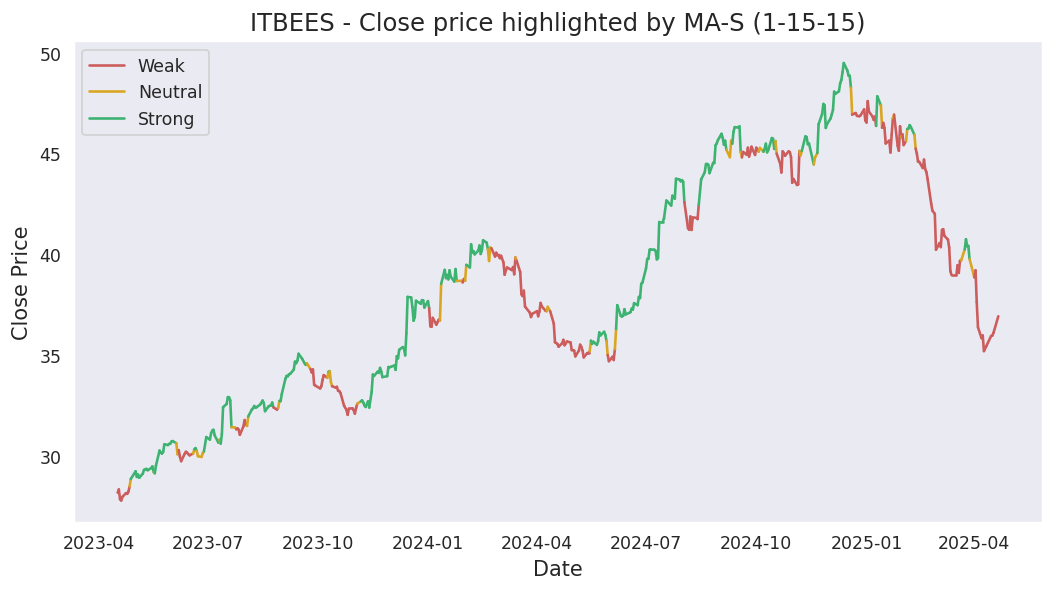 ITBEES - Close price highlighted by MA-S (1-15-15)
Weak
Neutral
Strong
50
45
40
35
30
Close Price
2023-04 2023-07 2023-10 2024-01 2024-04 2024-07 2024-10 2025-01 2025-04
Date